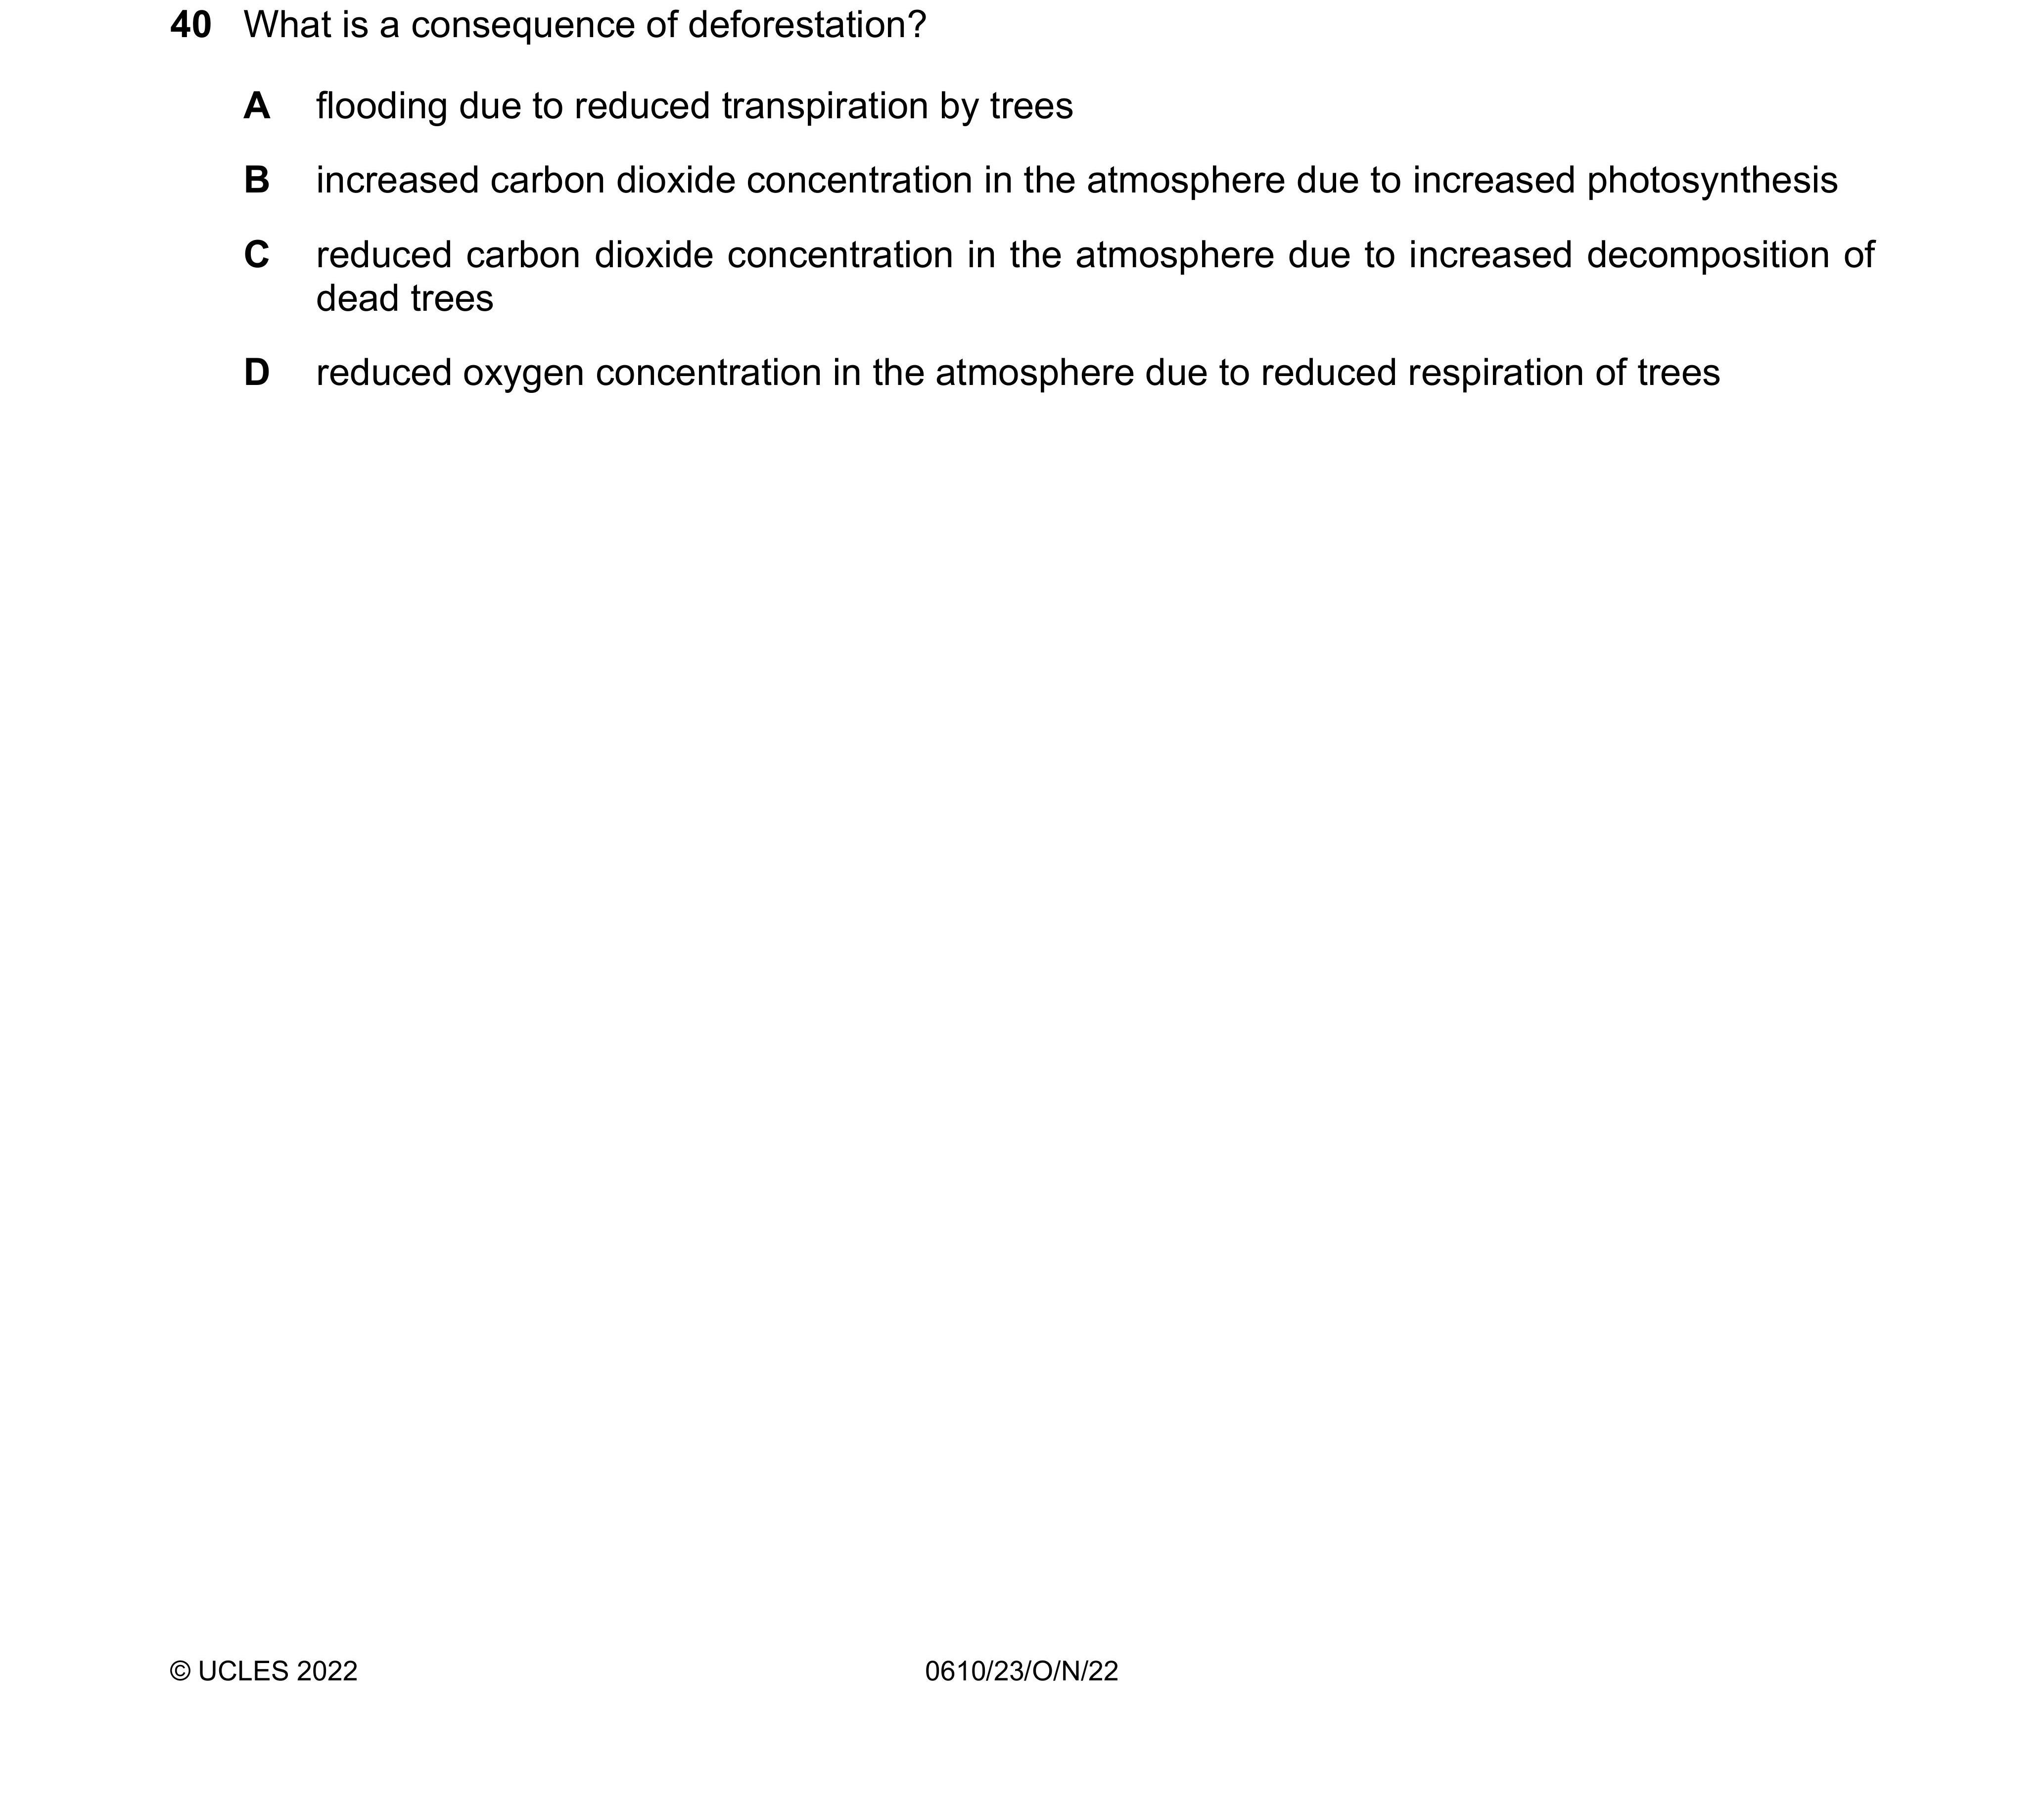 40 What is a consequence of deforestation?
A flooding due to reduced transpiration by trees
B increased carbon dioxide concentration in the atmosphere due to increased photosynthesis
C reduced carbon dioxide concentration in the atmosphere due to increased decomposition of
dead trees
D reduced oxygen concentration in the atmosphere due to reduced respiration of trees
© UCLES 2022 0610/23/O/N/22